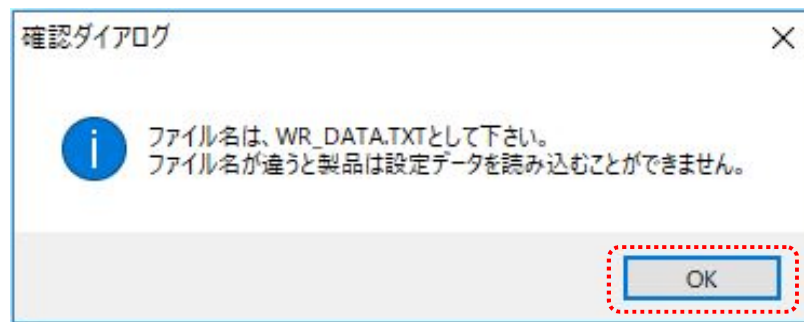 確認ダイアログ
ファイル名は、WR_DATA.TXTとして下さい。
ファイル名が違うと製品は設定データを読み込むことができません。
OK